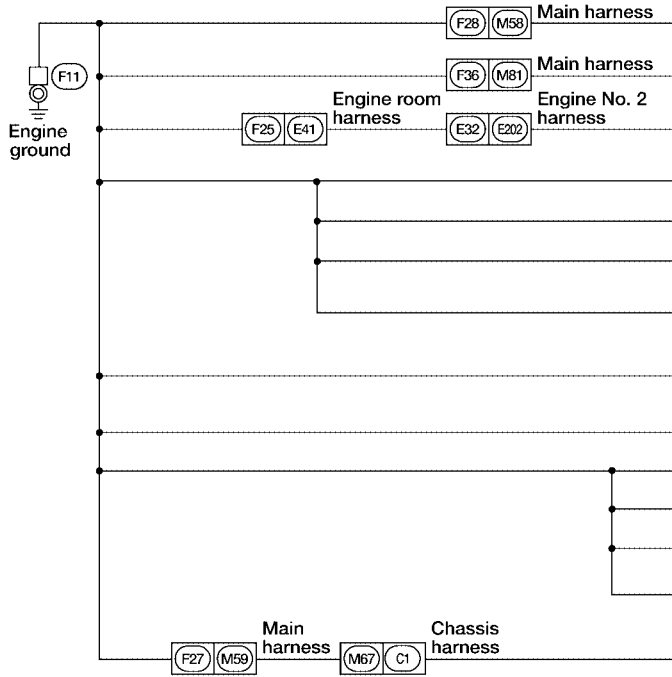 F28 M58 Main harness
F11
F36 M81 Main harness
Engine
ground
F25 E41
Engine room
harness
E32 E202
Engine No. 2
harness
F27 M59
Main
harness
M67 C1
Chassis
harness